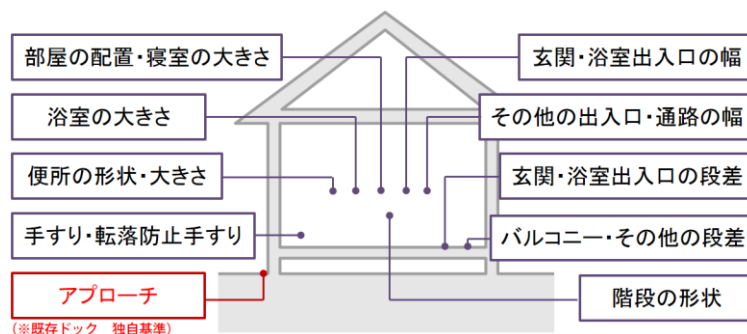 部屋の配置・寝室の大きさ
浴室の大きさ
便所の形状・大きさ
手すり・転落防止手すり
アプローチ
(※既存ドック　独自基準)
玄関・浴室出入口の幅
その他の出入口・通路の幅
玄関・浴室出入口の段差
バルコニー・その他の段差
階段の形状